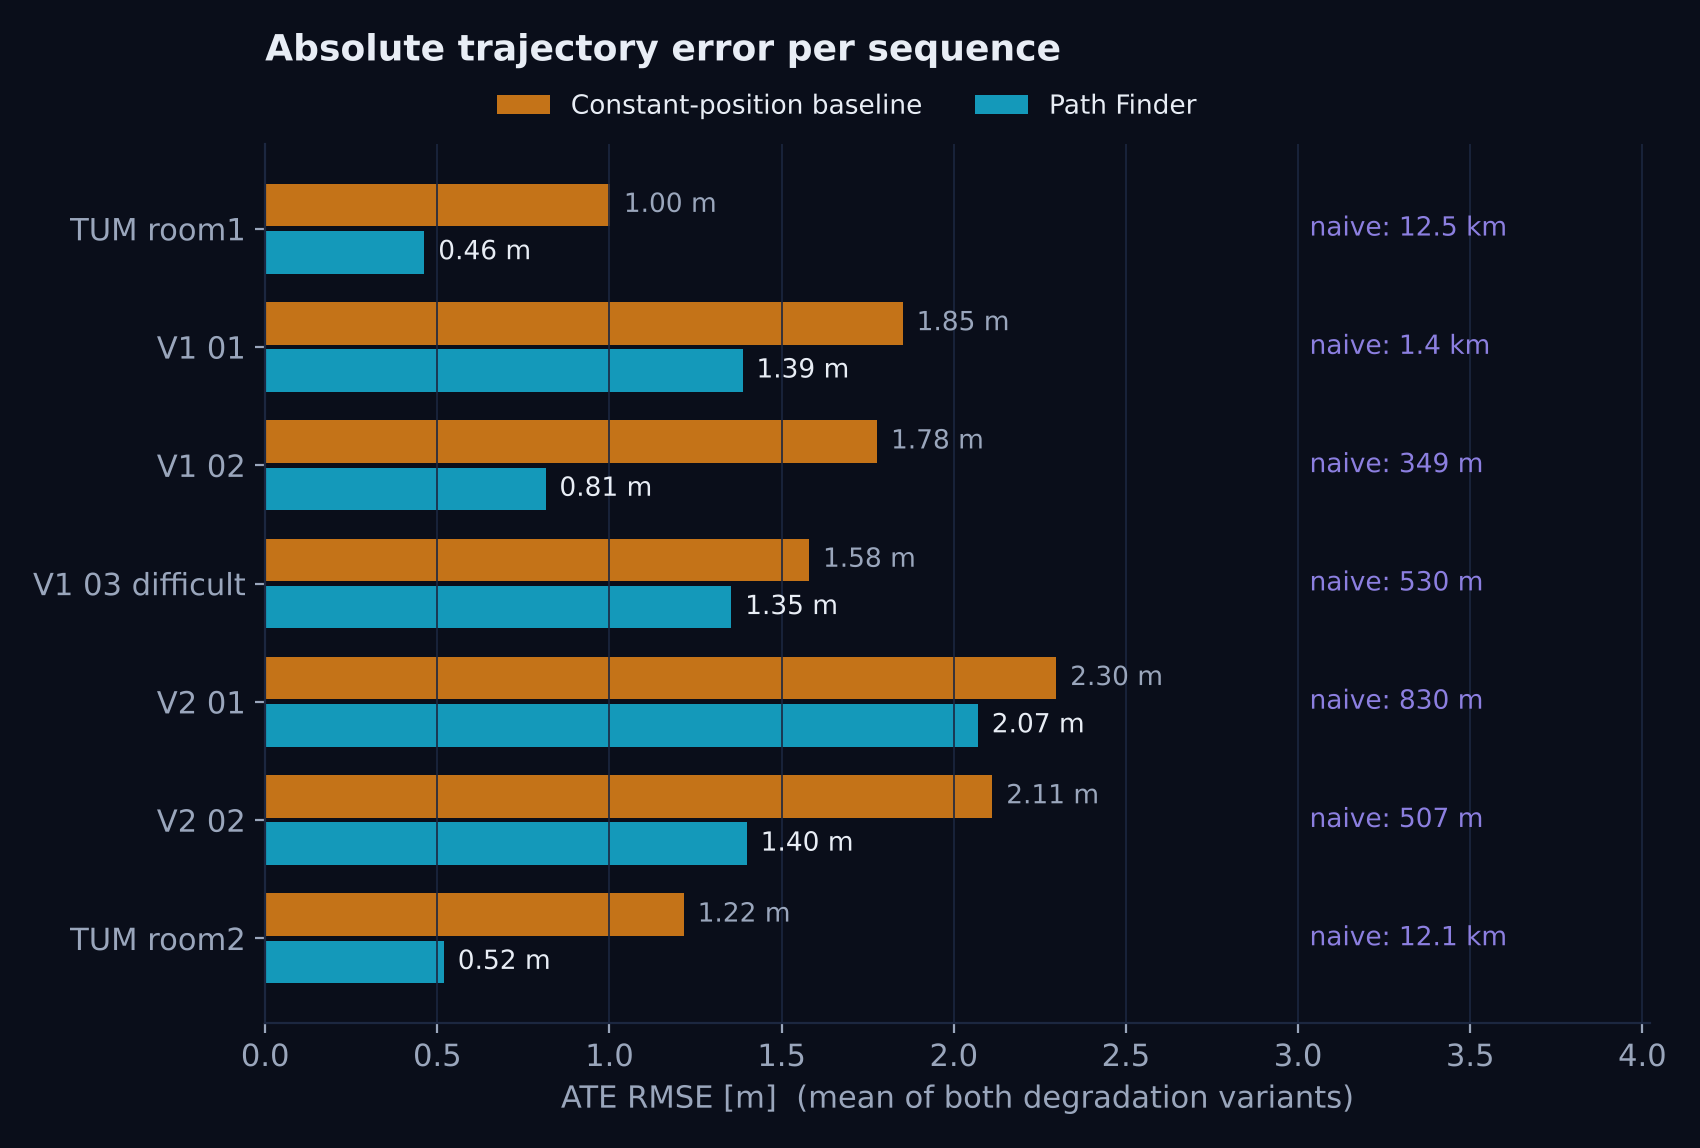 Absolute trajectory error per sequence
Constant-position baseline Path Finder
TUM room1
1.00 m
0.46 m
naive: 12.5 km
V1 01
1.85 m
1.39 m
naive: 1.4 km
V1 02
1.78 m
0.81 m
naive: 349 m
V1 03 difficult
1.58 m
1.35 m
naive: 530 m
V2 01
2.30 m
2.07 m
naive: 830 m
V2 02
2.11 m
1.40 m
naive: 507 m
TUM room2
1.22 m
0.52 m
naive: 12.1 km
0.0 0.5 1.0 1.5 2.0 2.5 3.0 3.5 4.0
ATE RMSE [m] (mean of both degradation variants)